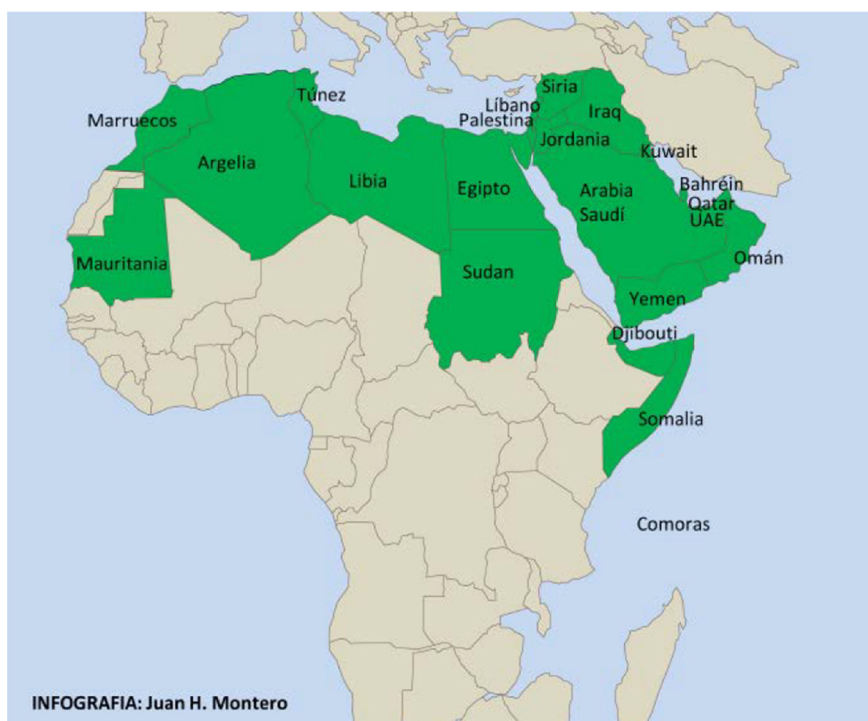 Siria
Túnez
Líbano
Iraq
Marruecos
Palestina
Jordania
Kuwait
Argelia
Libia
Egipto
Arabia
Saudí
Bahréin
Qatar
UAE
Mauritania
Sudan
Omán
Yemen
Djibouti
Somalia
Comoras
INFOGRAFIA: Juan H. Montero